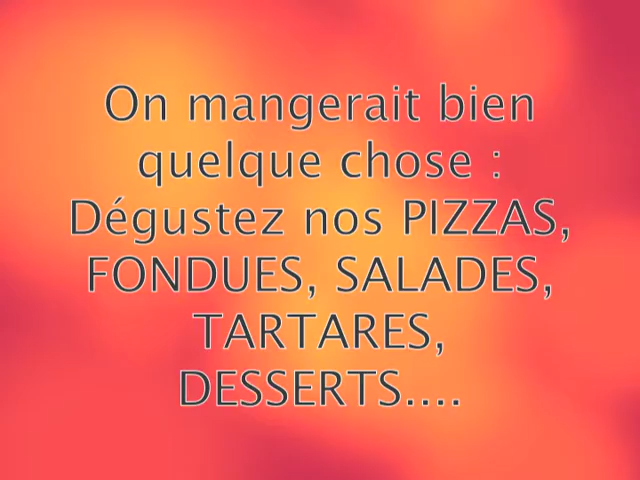 On mangerait bien
quelque chose :
Dégustez nos PIZZAS,
FONDUES, SALADES,
TARTARES,
DESSERTS....